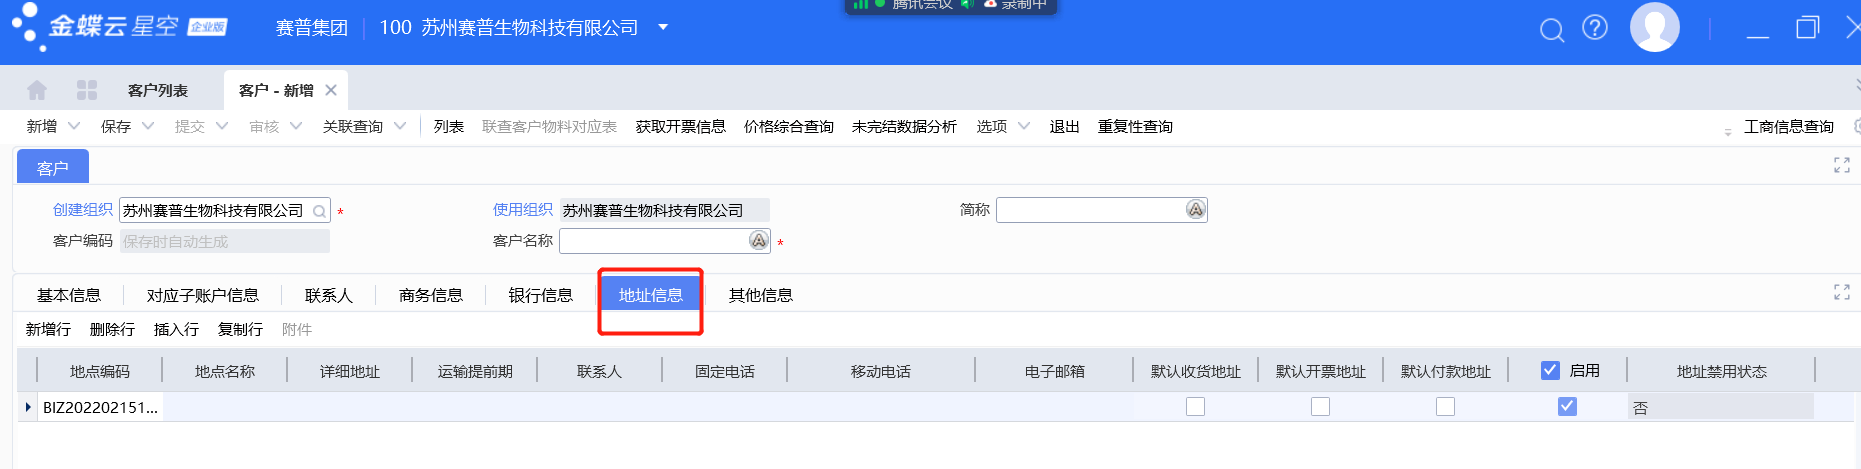 腾讯会议 录制中
金蝶云 星空 企业版 赛普集团 100 苏州赛普生物科技有限公司
客户列表 客户 - 新增
新增 保存 提交 审核 关联查询 列表 联查客户物料对应表 获取开票信息 价格综合查询 未完结数据分析 选项 退出 重复性查询 工商信息查询
客户
创建组织 苏州赛普生物科技有限公司 * 使用组织 苏州赛普生物科技有限公司 简称
客户编码 保存时自动生成 客户名称 *
基本信息 对应子账户信息 联系人 商务信息 银行信息 地址信息 其他信息
新增行 删除行 插入行 复制行 附件
地点编码 地点名称 详细地址 运输提前期 联系人 固定电话 移动电话 电子邮箱 默认收货地址 默认开票地址 默认付款地址 启用 地址禁用状态
BIZ202202151... 否